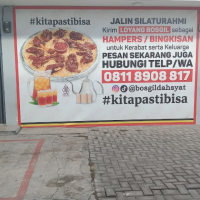 #kitapastibisa
JALIN SILATURAHMI
Kirim LOYANG BOSGIL sebagai
HAMPERS / BINGKISAN
untuk Kerabat serta Keluarga
PESAN SEKARANG JUGA
HUBUNGI TELP/WA
0811 8908 817
@bosgildahsyat
#kitapastibisa